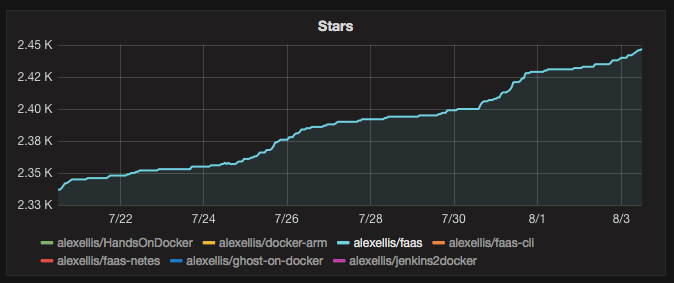 Stars
2.45 K
2.42 K
2.40 K
2.38 K
2.35 K
2.33 K
7/22 7/24 7/26 7/28 7/30 8/1 8/3
alexellis/HandsOnDocker alexellis/docker-arm alexellis/faas alexellis/faas-cli
alexellis/faas-netes alexellis/ghost-on-docker alexellis/jenkins2docker